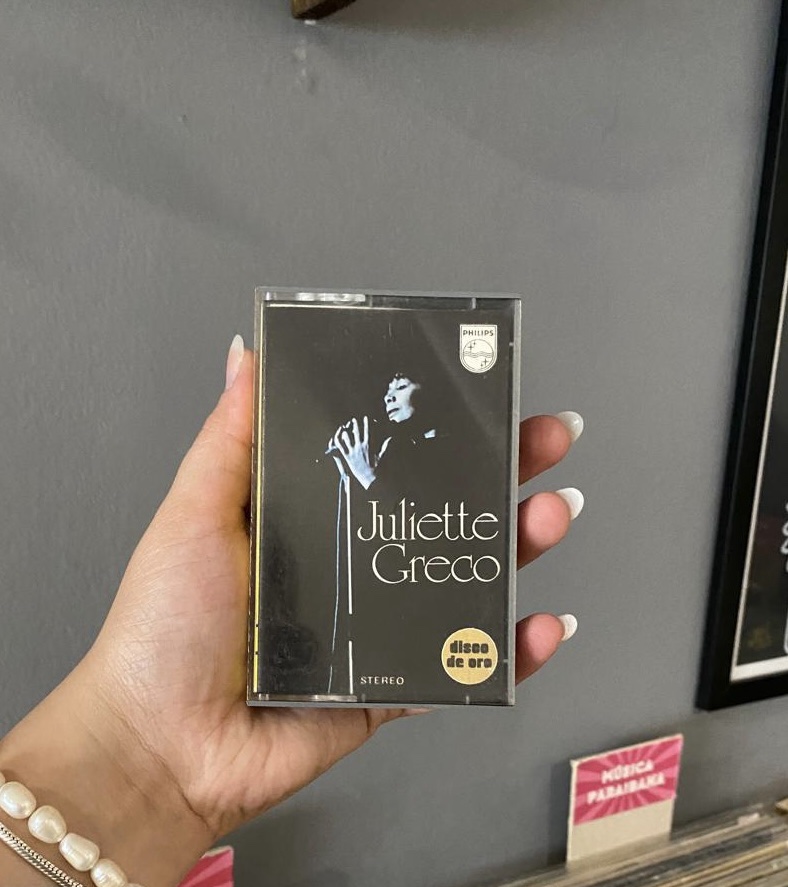 PHILIPS
Juliette
Greco
disco
de oro
STEREO
MÚSICA
PARAIBANA